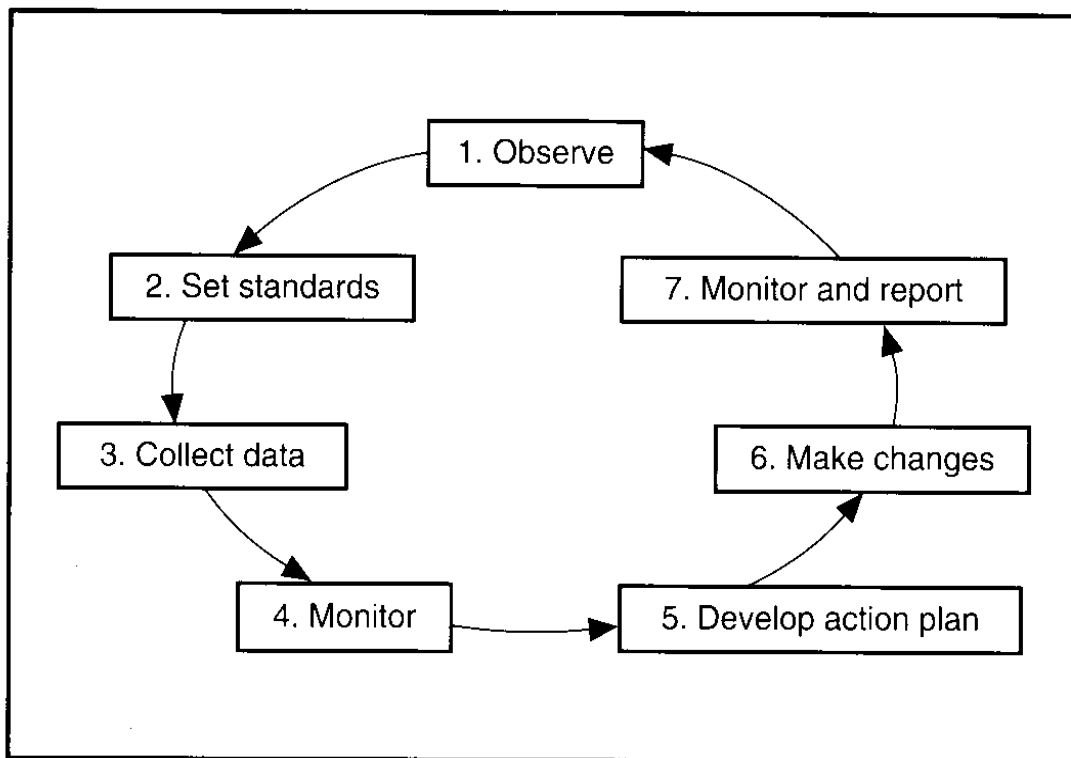 1. Observe
2. Set standards
3. Collect data
4. Monitor
5. Develop action plan
6. Make changes
7. Monitor and report